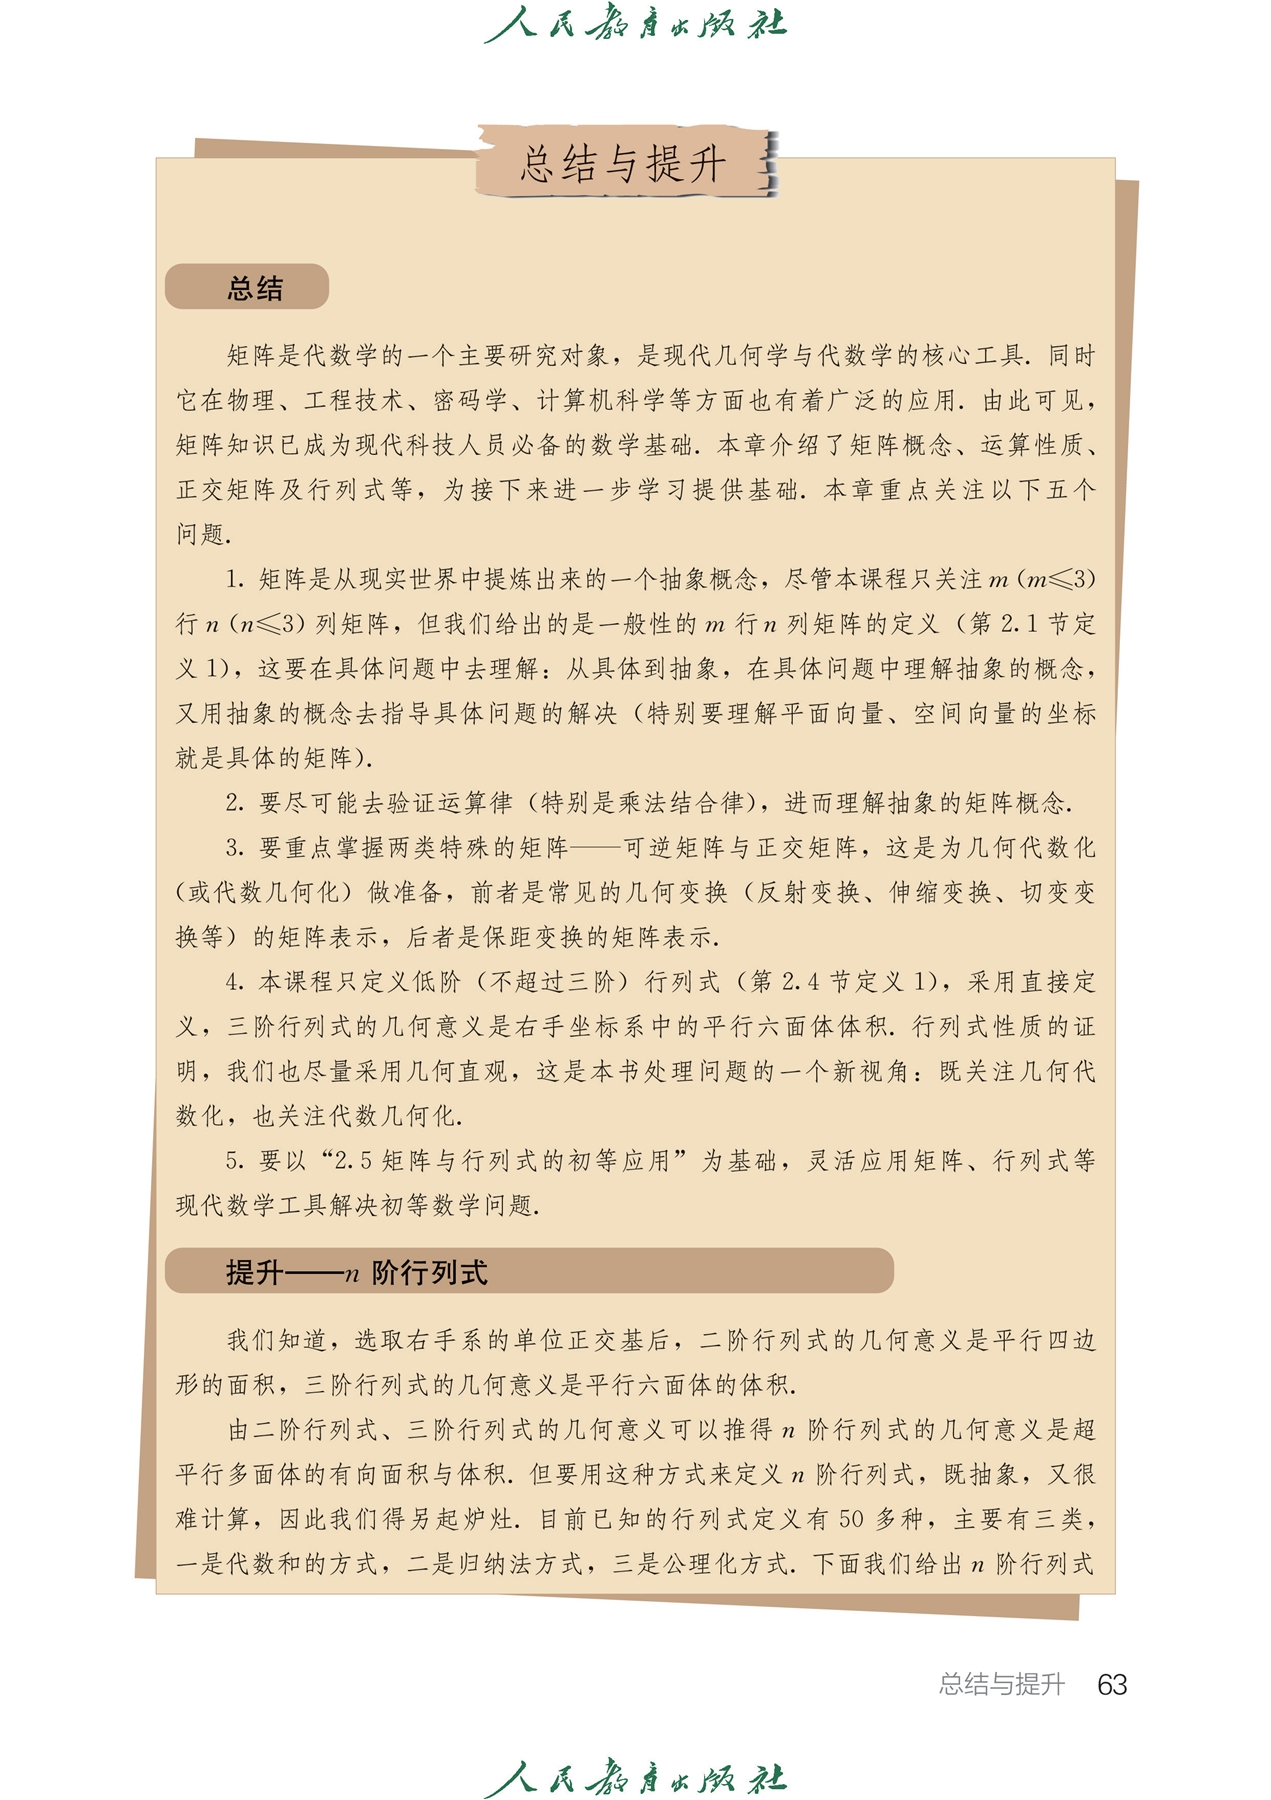 人民教育出版社
总结与提升
总结
矩阵是代数学的一个主要研究对象，是现代几何学与代数学的核心工具．同时
它在物理、工程技术、密码学、计算机科学等方面也有着广泛的应用．由此可见，
矩阵知识已成为现代科技人员必备的数学基础．本章介绍了矩阵概念、运算性质、
正交矩阵及行列式等，为接下来进一步学习提供基础．本章重点关注以下五个
问题．
1. 矩阵是从现实世界中提炼出来的一个抽象概念，尽管本课程只关注 m（m⩽3）
行 n（n⩽3）列矩阵，但我们给出的是一般性的 m 行 n 列矩阵的定义（第 2.1 节定
义 1），这要在具体问题中去理解：从具体到抽象，在具体问题中理解抽象的概念，
又用抽象的概念去指导具体问题的解决（特别要理解平面向量、空间向量的坐标
就是具体的矩阵）．
2. 要尽可能去验证运算律（特别是乘法结合律），进而理解抽象的矩阵概念．
3. 要重点掌握两类特殊的矩阵——可逆矩阵与正交矩阵，这是为几何代数化
（或代数几何化）做准备，前者是常见的几何变换（反射变换、伸缩变换、切变变
换等）的矩阵表示，后者是保距变换的矩阵表示．
4. 本课程只定义低阶（不超过三阶）行列式（第 2.4 节定义 1），采用直接定
义，三阶行列式的几何意义是右手坐标系中的平行六面体体积．行列式性质的证
明，我们也尽量采用几何直观，这是本书处理问题的一个新视角：既关注几何代
数化，也关注代数几何化．
5. 要以“2.5 矩阵与行列式的初等应用”为基础，灵活应用矩阵、行列式等
现代数学工具解决初等数学问题．
提升——n 阶行列式
我们知道，选取右手系的单位正交基后，二阶行列式的几何意义是平行四边
形的面积，三阶行列式的几何意义是平行六面体的体积．
由二阶行列式、三阶行列式的几何意义可以推得 n 阶行列式的几何意义是超
平行多面体的有向面积与体积．但要用这种方式来定义 n 阶行列式，既抽象，又很
难计算，因此我们得另起炉灶．目前已知的行列式定义有 50 多种，主要有三类，
一是代数和的方式，二是归纳法方式，三是公理化方式．下面我们给出 n 阶行列式
总结与提升 63
人民教育出版社